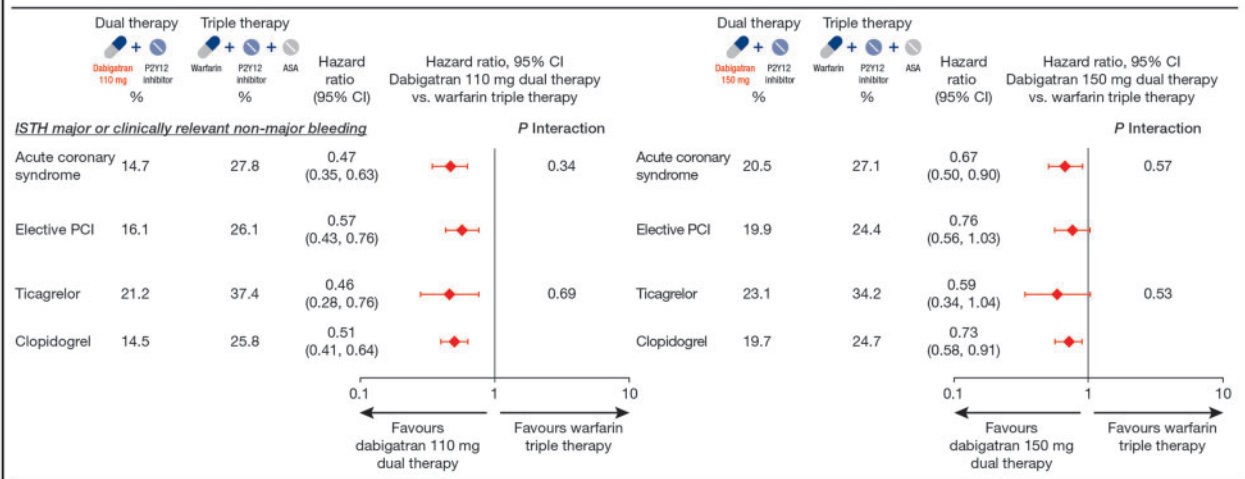 Dual therapy Triple therapy
+ + +
Dabigatran 110 mg P2Y12 inhibitor Warfarin P2Y12 inhibitor ASA
% %
Hazard ratio (95% CI)
Hazard ratio, 95% CI
Dabigatran 110 mg dual therapy
vs. warfarin triple therapy
ISTH major or clinically relevant non-major bleeding
P Interaction
Acute coronary syndrome 14.7 27.8 0.47 (0.35, 0.63) 0.34
Elective PCI 16.1 26.1 0.57 (0.43, 0.76)
Ticagrelor 21.2 37.4 0.46 (0.28, 0.76) 0.69
Clopidogrel 14.5 25.8 0.51 (0.41, 0.64)
0.1 1 10
Favours dabigatran 110 mg dual therapy
Favours warfarin triple therapy
Dual therapy Triple therapy
+ + +
Dabigatran 150 mg P2Y12 inhibitor Warfarin P2Y12 inhibitor ASA
% %
Hazard ratio (95% CI)
Hazard ratio, 95% CI
Dabigatran 150 mg dual therapy
vs. warfarin triple therapy
P Interaction
Acute coronary syndrome 20.5 27.1 0.67 (0.50, 0.90) 0.57
Elective PCI 19.9 24.4 0.76 (0.56, 1.03)
Ticagrelor 23.1 34.2 0.59 (0.34, 1.04) 0.53
Clopidogrel 19.7 24.7 0.73 (0.58, 0.91)
0.1 1 10
Favours dabigatran 150 mg dual therapy
Favours warfarin triple therapy